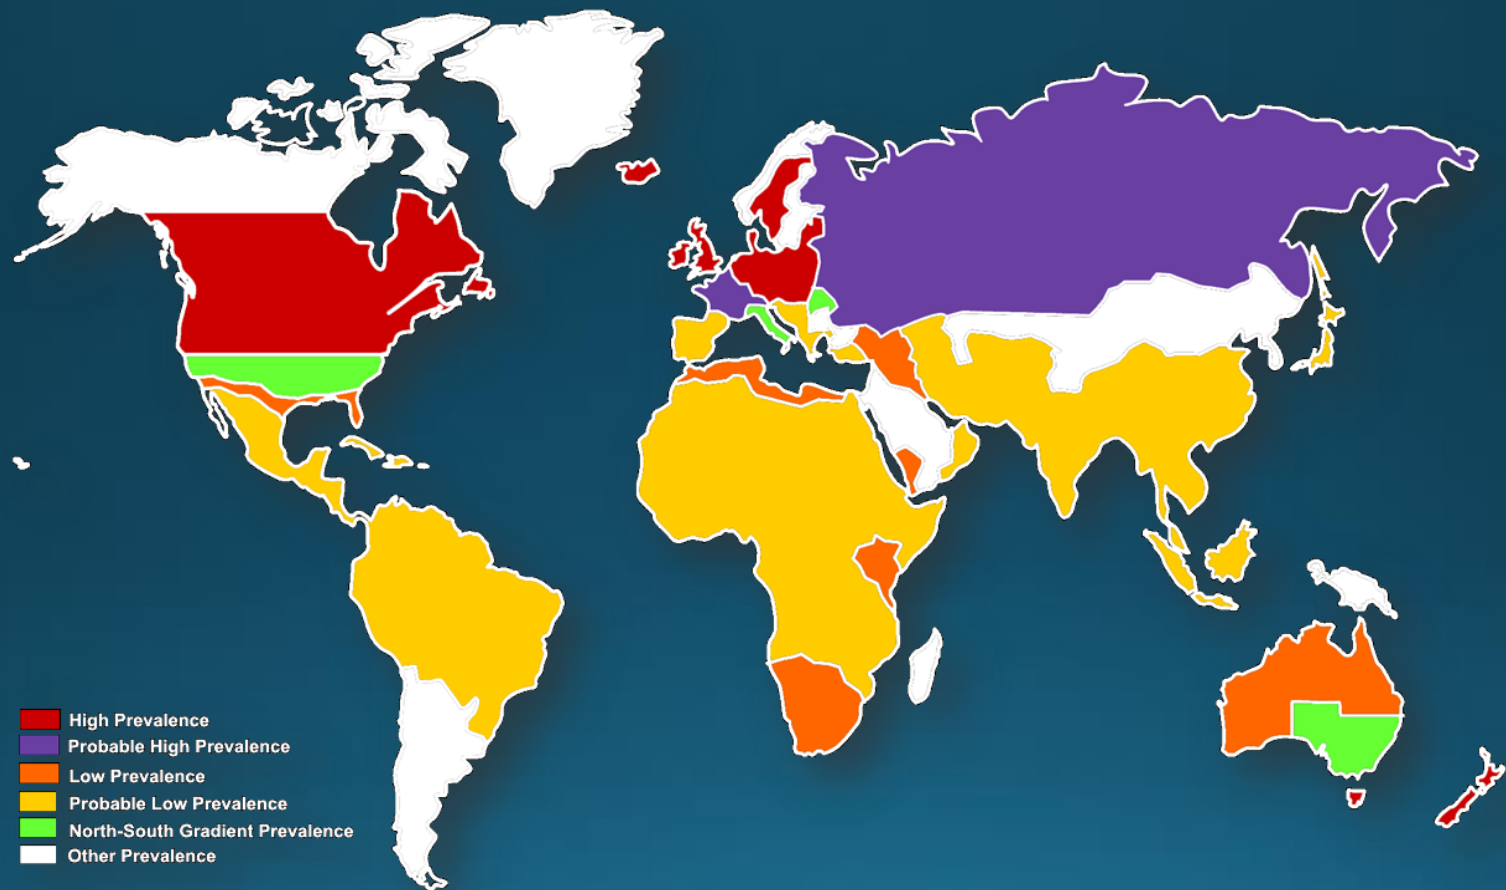 High Prevalence
Probable High Prevalence
Low Prevalence
Probable Low Prevalence
North-South Gradient Prevalence
Other Prevalence